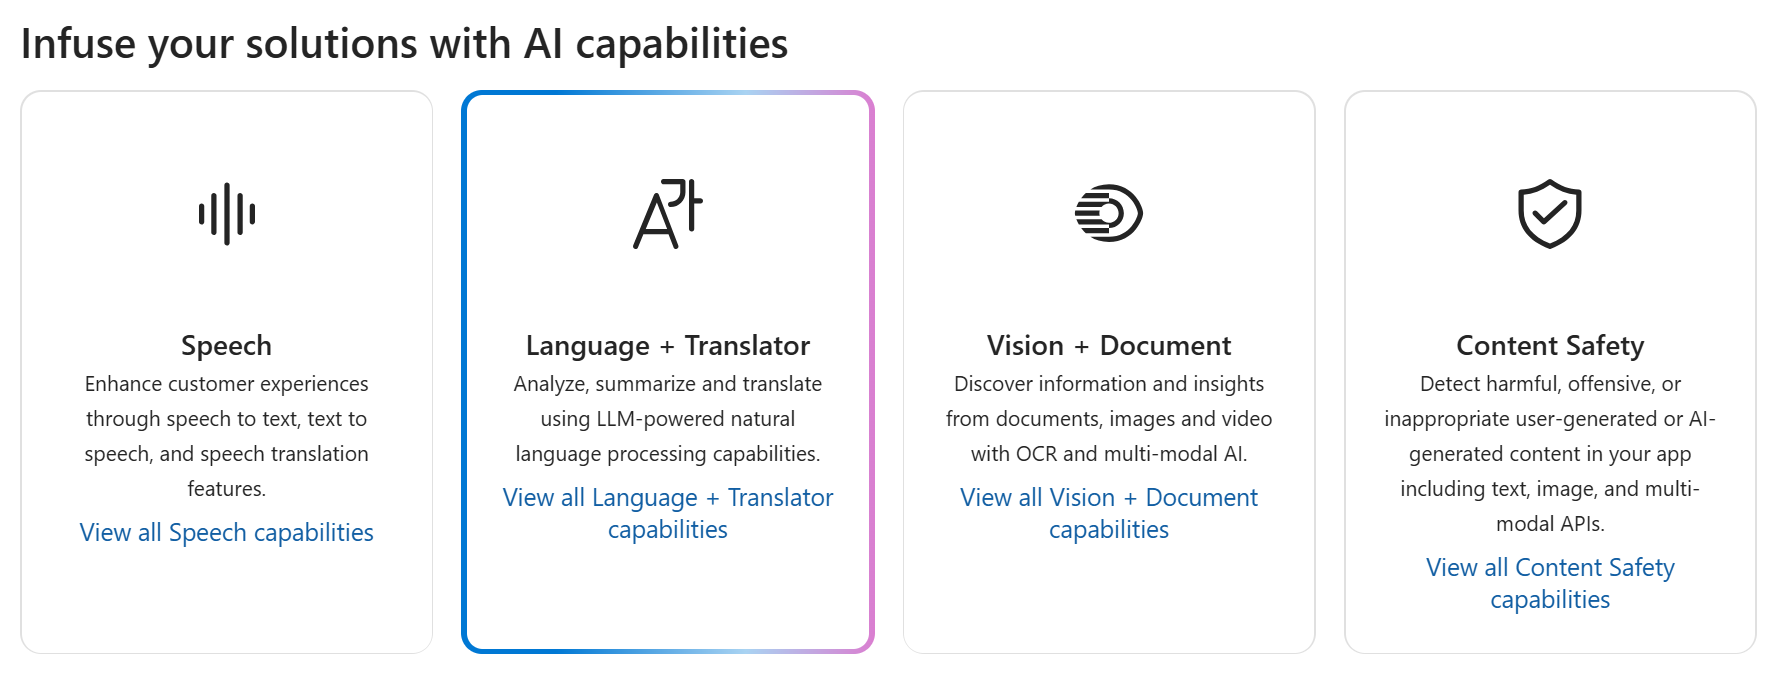 Infuse your solutions with AI capabilities
Speech
Enhance customer experiences
through speech to text, text to
speech, and speech translation
features.
View all Speech capabilities
Language + Translator
Analyze, summarize and translate
using LLM-powered natural
language processing capabilities.
View all Language + Translator
capabilities
Vision + Document
Discover information and insights
from documents, images and video
with OCR and multi-modal AI.
View all Vision + Document
capabilities
Content Safety
Detect harmful, offensive, or
inappropriate user-generated or AI-
generated content in your app
including text, image, and multi-
modal APIs.
View all Content Safety
capabilities